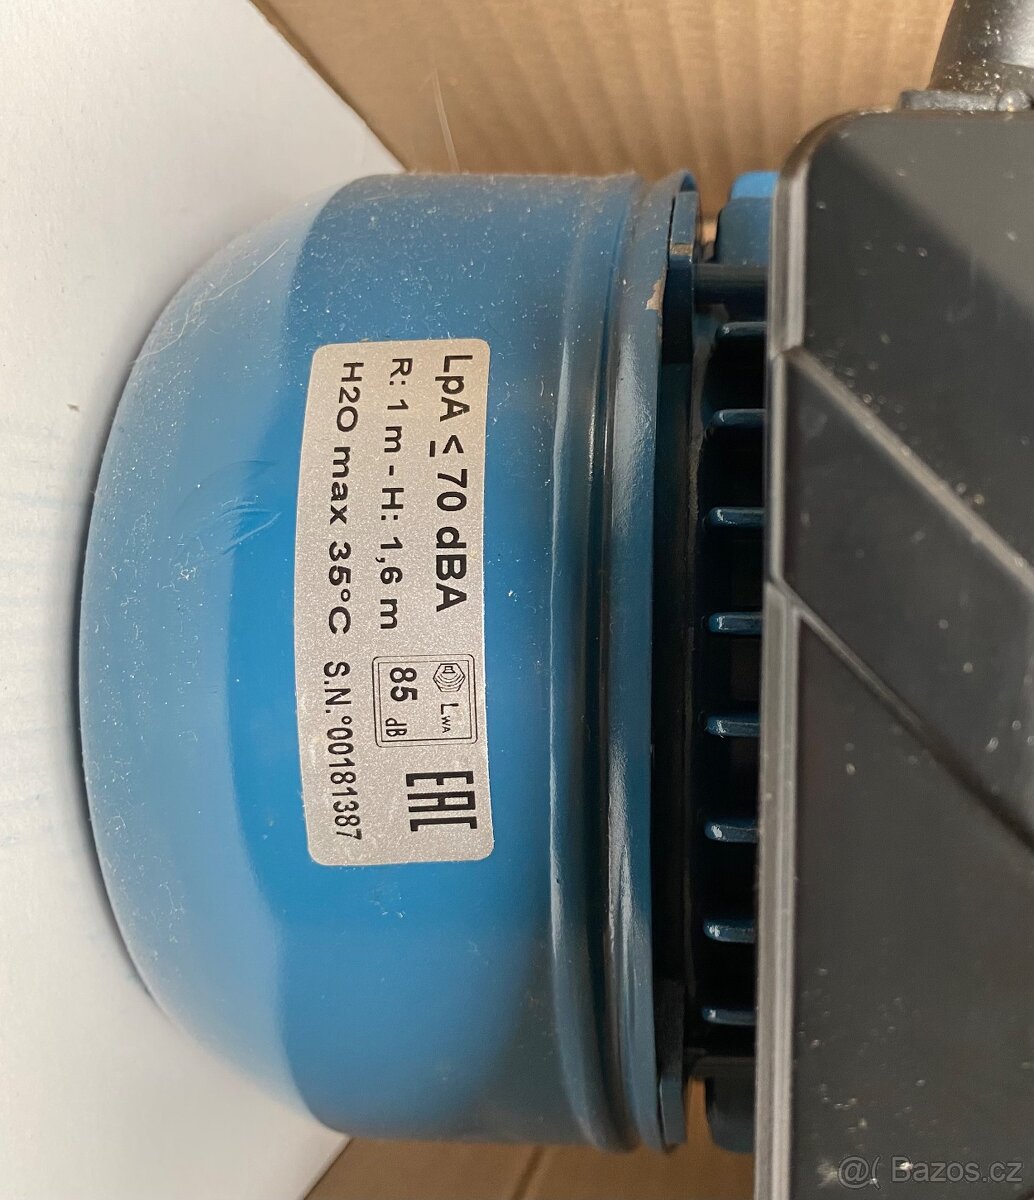 LpA ≤ 70 dBA
R: 1 m - H: 1,6 m
H2O max 35°C S.N.°00181387
LWA
85 dB
EAC
@( Bazos.cz